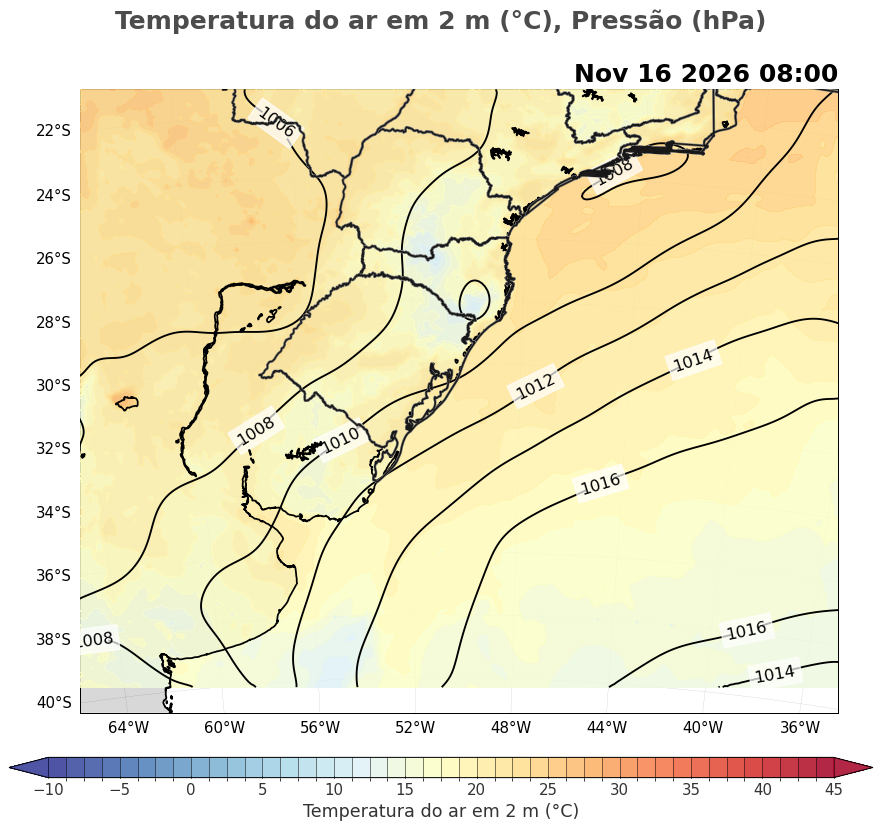 Temperatura do ar em 2 m (°C), Pressão (hPa)
Nov 16 2026 08:00
22°S
24°S
26°S
28°S
30°S
32°S
34°S
36°S
38°S
40°S
1006
1008
1012
1014
1008
1010
1016
1008
1016
1014
64°W 60°W 56°W 52°W 48°W 44°W 40°W 36°W
−10 −5 0 5 10 15 20 25 30 35 40 45
Temperatura do ar em 2 m (°C)